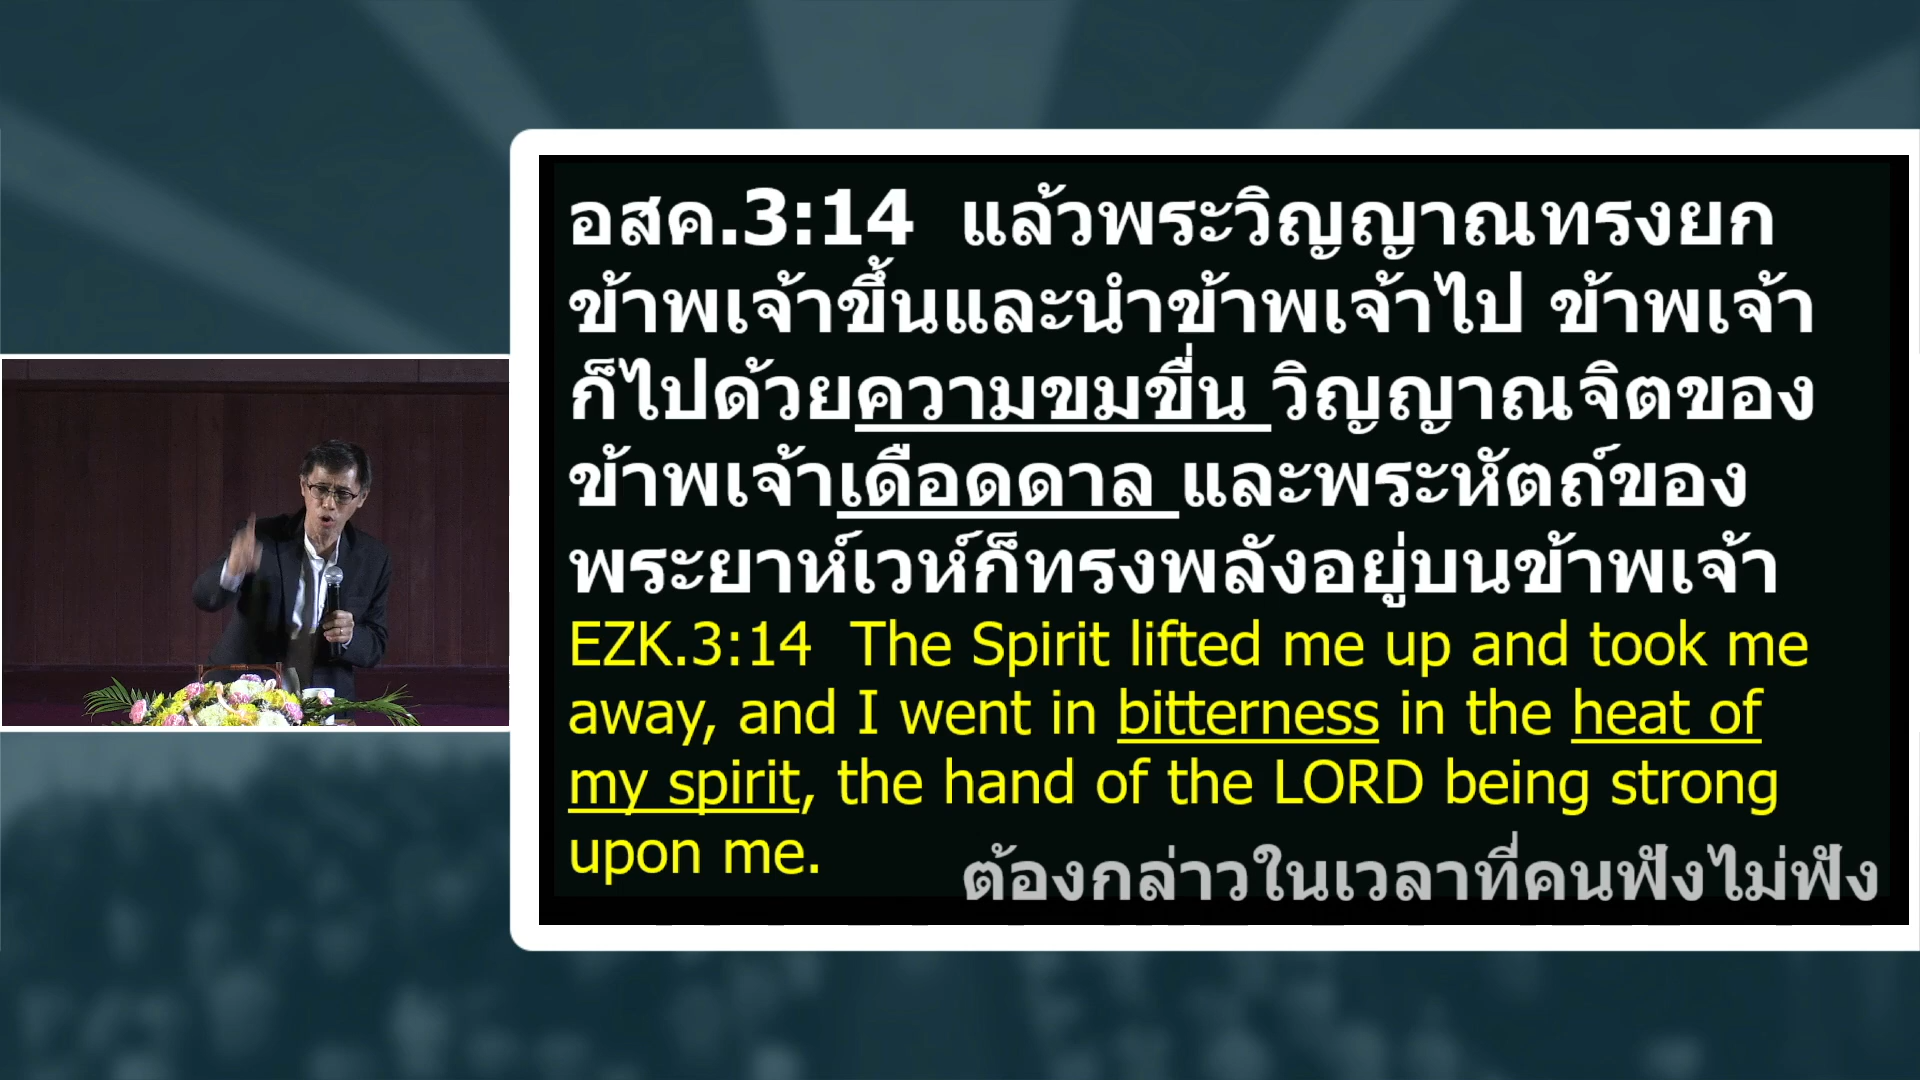 อสค.3:14  แล้วพระวิญญาณทรงยก
ข้าพเจ้าขึ้นและนำข้าพเจ้าไป ข้าพเจ้า
ก็ไปด้วยความขมขื่น วิญญาณจิตของ
ข้าพเจ้าเดือดดาล และพระหัตถ์ของ
พระยาห์เวห์ก็ทรงพลังอยู่บนข้าพเจ้า
EZK.3:14  The Spirit lifted me up and took me
away, and I went in bitterness in the heat of
my spirit, the hand of the LORD being strong
upon me.
ต้องกล่าวในเวลาที่คนฟังไม่ฟัง